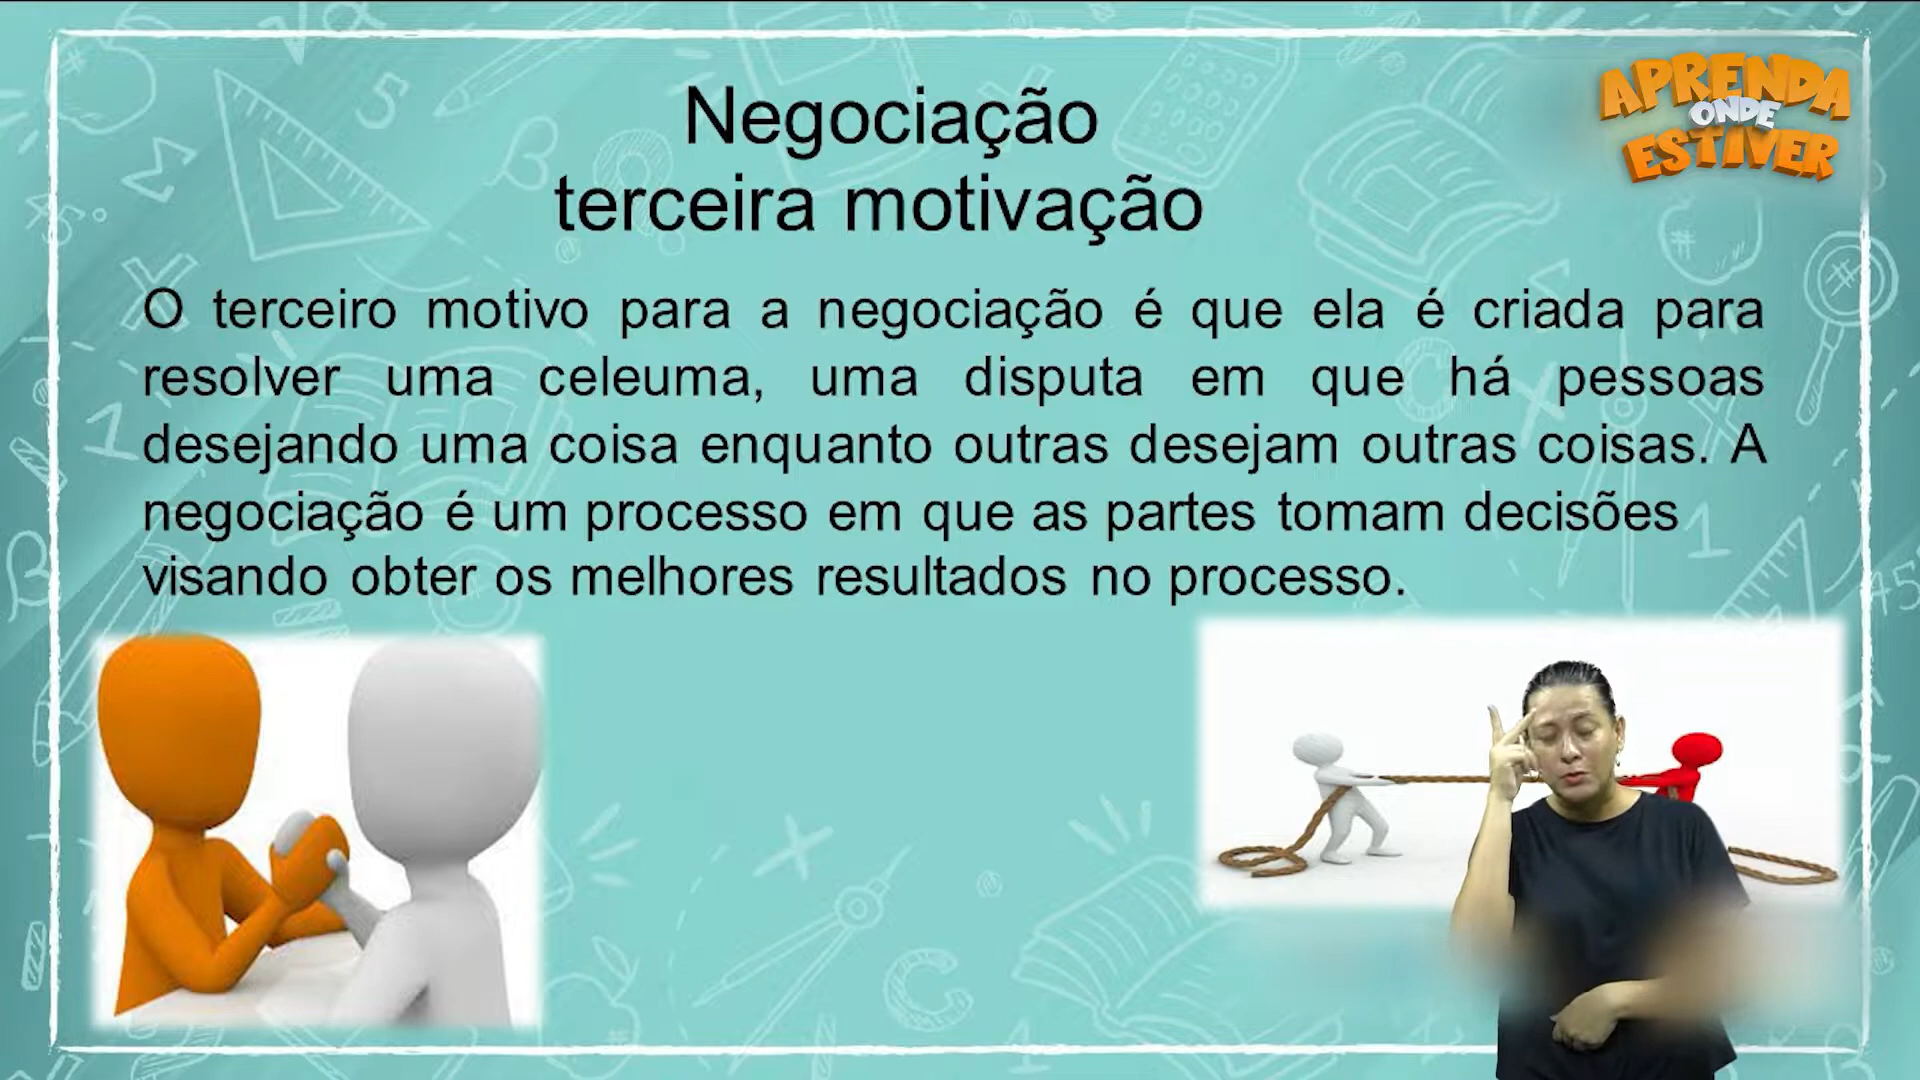 Negociação
terceira motivação
APRENDA
ONDE
ESTIVER
O terceiro motivo para a negociação é que ela é criada para
resolver uma celeuma, uma disputa em que há pessoas
desejando uma coisa enquanto outras desejam outras coisas. A
negociação é um processo em que as partes tomam decisões
visando obter os melhores resultados no processo.